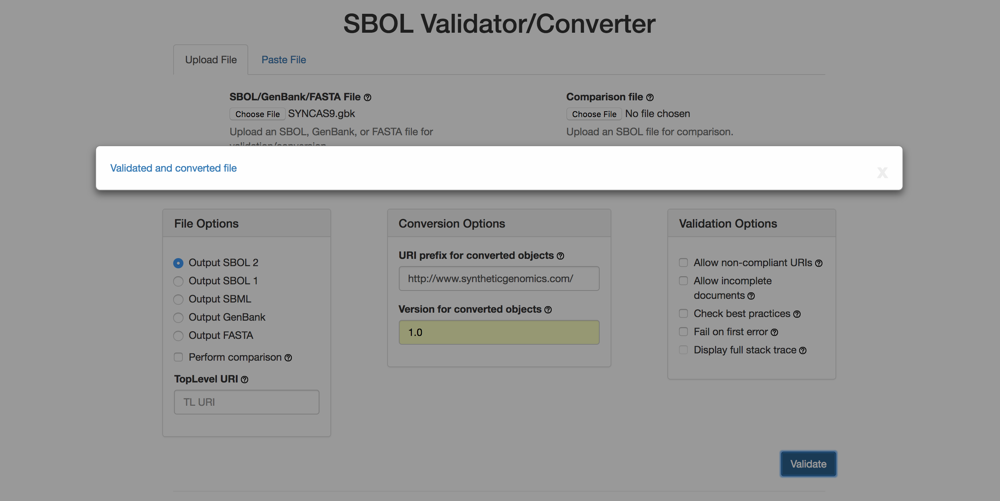 SBOL Validator/Converter
Upload File
Paste File
SBOL/GenBank/FASTA File
Choose File SYNCAS9.gbk
Upload an SBOL, GenBank, or FASTA file for
validation/conversion
Comparison file
Choose File No file chosen
Upload an SBOL file for comparison.
Validated and converted file
x
File Options
Output SBOL 2
Output SBOL 1
Output SBML
Output GenBank
Output FASTA
Perform comparison
TopLevel URI
TL URI
Conversion Options
URI prefix for converted objects
http://www.syntheticgenomics.com/
Version for converted objects
1.0
Validation Options
Allow non-compliant URIs
Allow incomplete
documents
Check best practices
Fail on first error
Display full stack trace
Validate